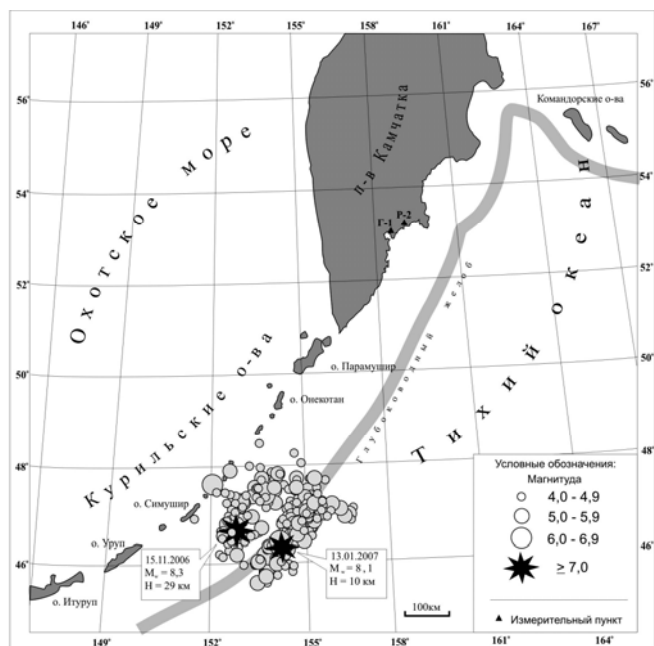 146° 149° 152° 155° 158° 161° 164° 167°
56°
54°
52°
50°
48°
46°
56°
54°
52°
50°
48°
46°
Командорские о-ва
Охотское море
п-в Камчатка
Г-1
Р-2
Глубоководный желоб
Тихий океан
Курильские о-ва
о. Парамушир
о. Онекотан
о. Симушир
о. Уруп
о. Итуруп
15.11.2006
Mw = 8,3
H = 29 км
13.01.2007
Mw = 8,1
H = 10 км
Условные обозначения:
Магнитуда
4,0 - 4,9
5,0 - 5,9
6,0 - 6,9
≥ 7,0
Измерительный пункт
100км
149° 152° 155° 158° 161° 164°